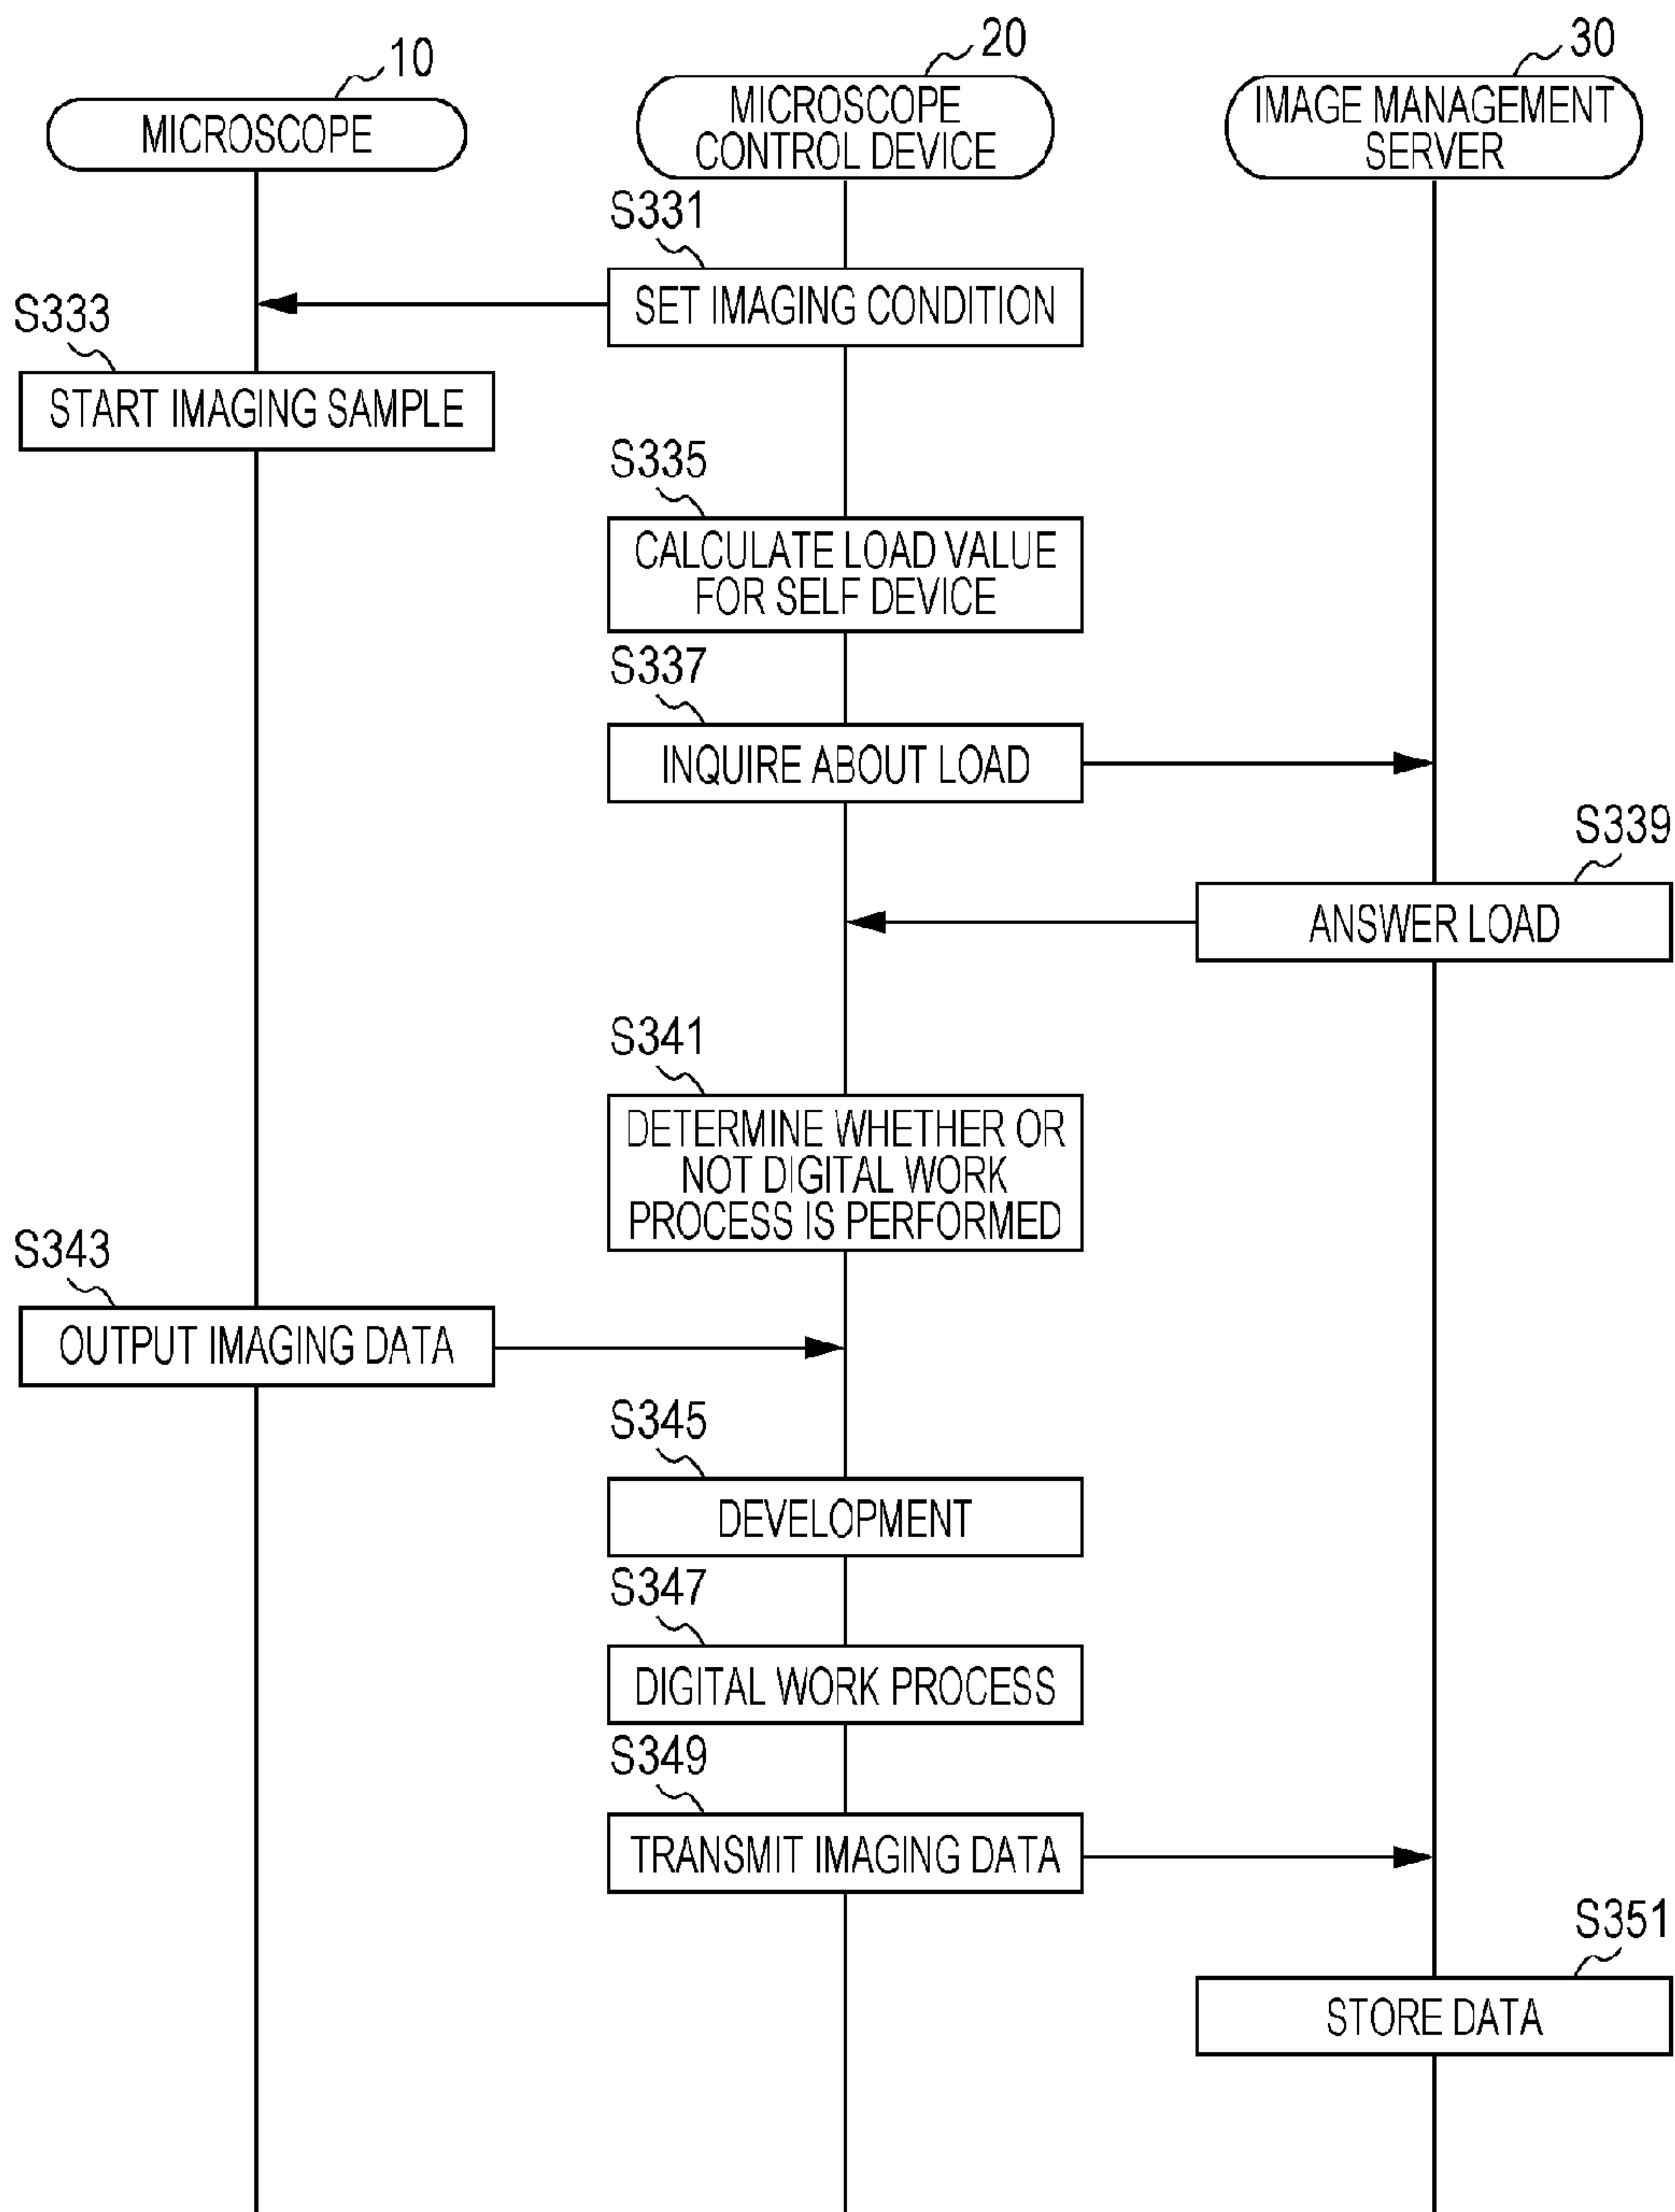 10
20
30
MICROSCOPE
MICROSCOPE
CONTROL DEVICE
IMAGE MANAGEMENT
SERVER
S331
SET IMAGING CONDITION
S333
START IMAGING SAMPLE
S335
CALCULATE LOAD VALUE
FOR SELF DEVICE
S337
INQUIRE ABOUT LOAD
S339
ANSWER LOAD
S341
DETERMINE WHETHER OR
NOT DIGITAL WORK
PROCESS IS PERFORMED
S343
OUTPUT IMAGING DATA
S345
DEVELOPMENT
S347
DIGITAL WORK PROCESS
S349
TRANSMIT IMAGING DATA
S351
STORE DATA